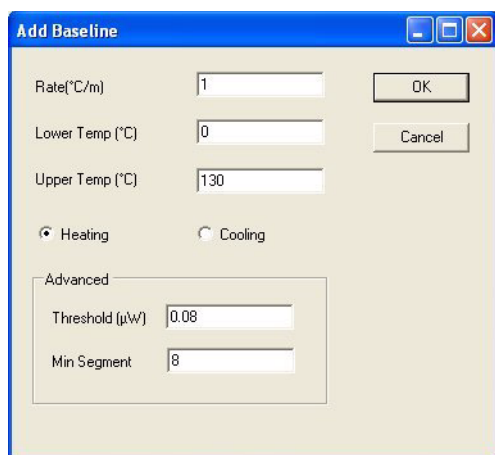 Add Baseline
Rate(°C/m) 1 OK
Lower Temp (°C) 0 Cancel
Upper Temp (°C) 130
Heating Cooling
Advanced
Threshold (µW) 0.08
Min Segment 8